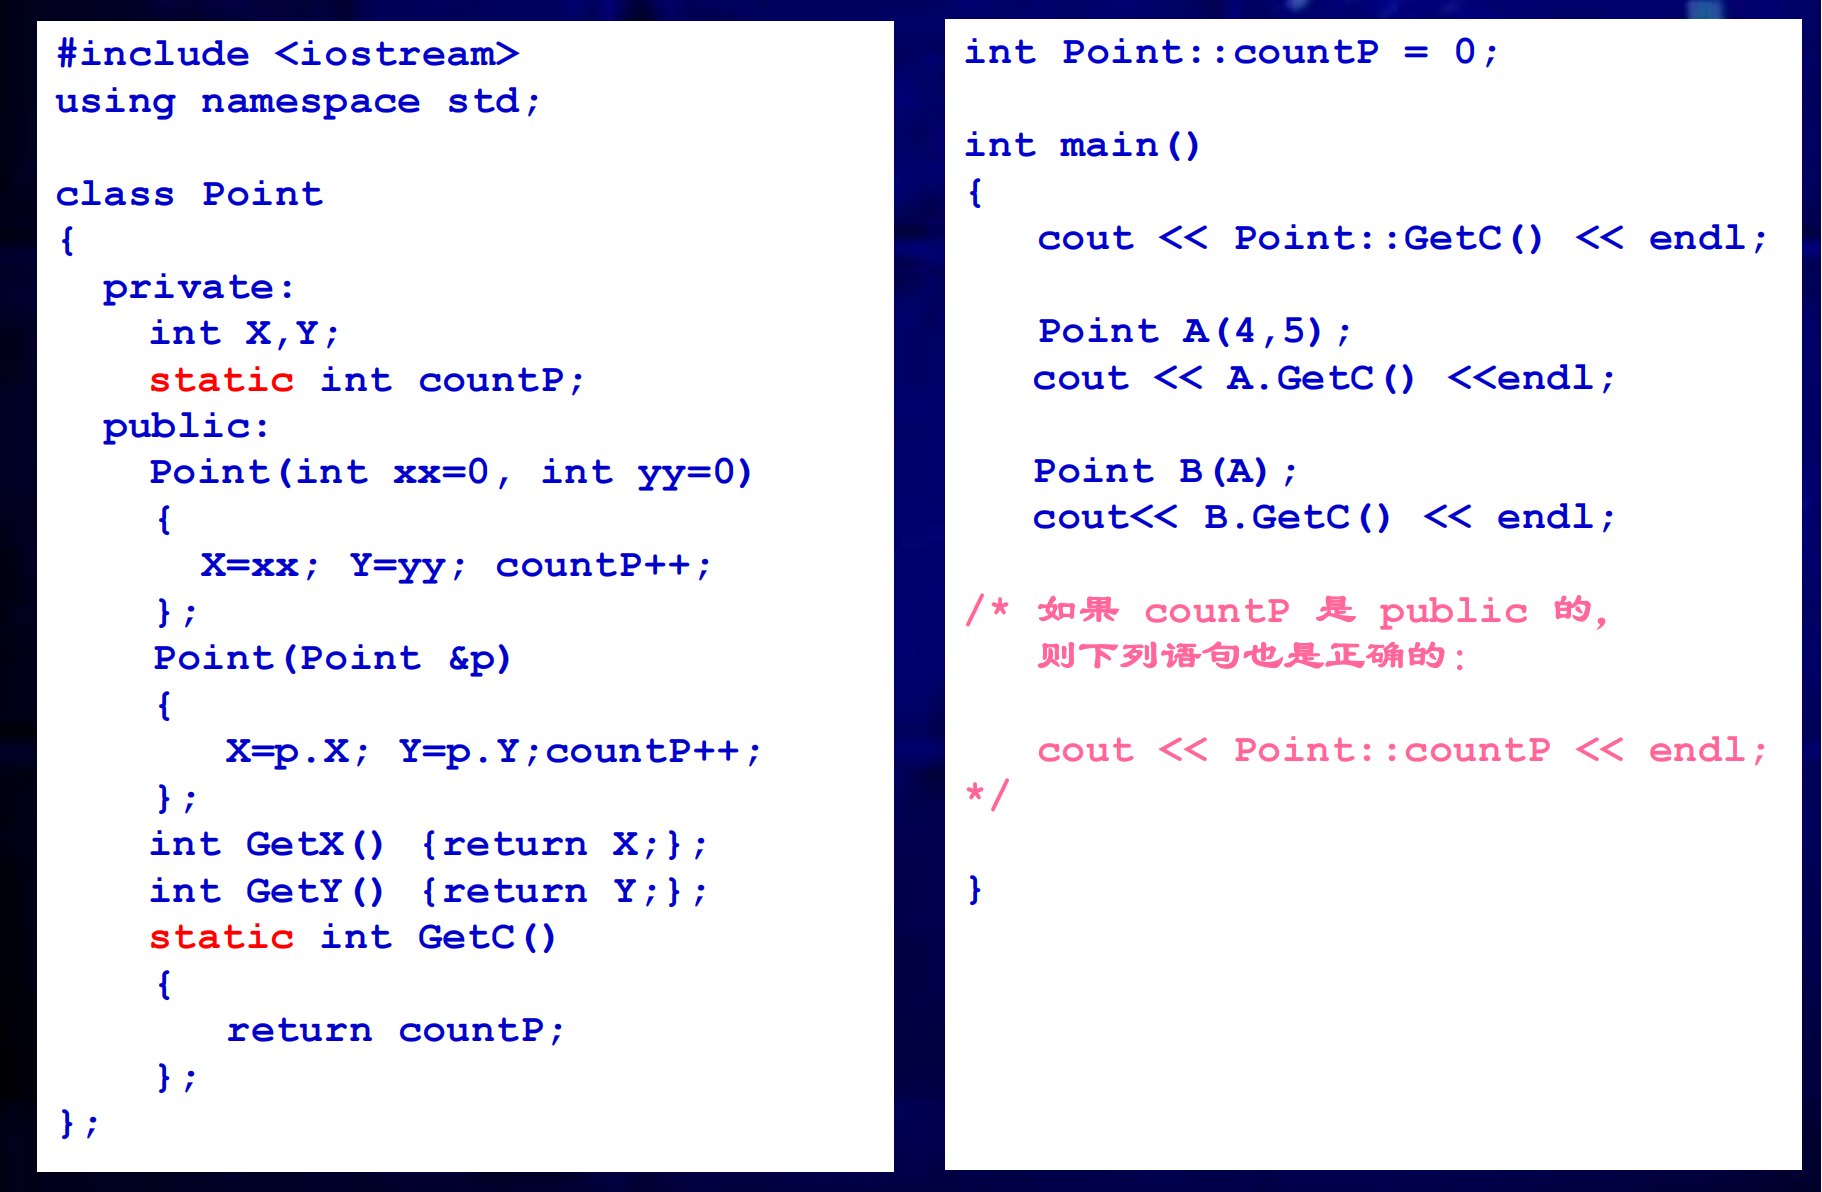 #include <iostream>
using namespace std;
class Point
{
private:
int X,Y;
static int countP;
public:
Point(int xx=0, int yy=0)
{
X=xx; Y=yy; countP++;
};
Point(Point &p)
{
X=p.X; Y=p.Y;countP++;
};
int GetX() {return X;};
int GetY() {return Y;};
static int GetC()
{
return countP;
};
};
int Point::countP = 0;
int main()
{
cout << Point::GetC() << endl;
Point A(4,5);
cout << A.GetC() <<endl;
Point B(A);
cout<< B.GetC() << endl;
/* 如果 countP 是 public 的,
则下列语句也是正确的:
cout << Point::countP << endl;
*/
}